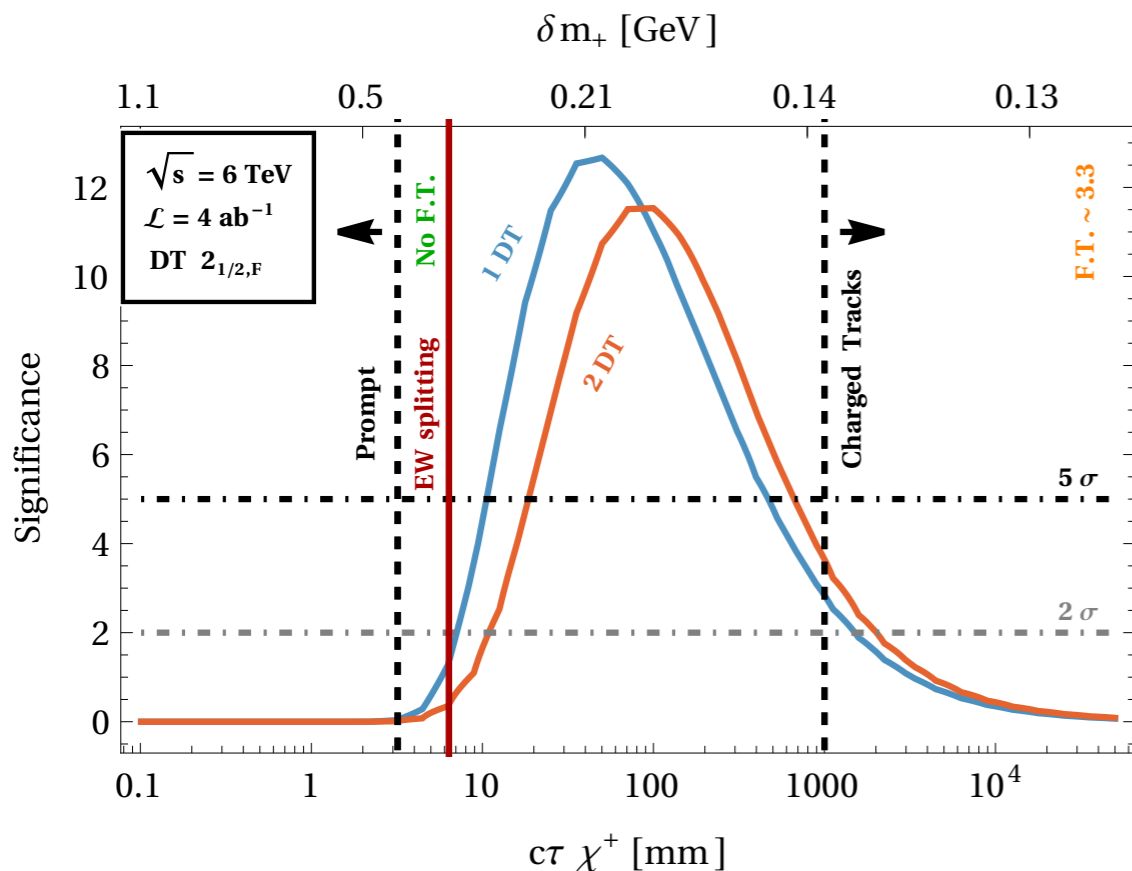 δm₊ [GeV]
1.1 0.5 0.21 0.14 0.13
√s = 6 TeV
ℒ = 4 ab⁻¹
DT 2₁/₂,F
No F.T.
1 DT
2 DT
F.T. ~ 3.3
Prompt
EW splitting
Charged Tracks
5 σ
2 σ
Significance
12
10
8
6
4
2
0
0.1 1 10 100 1000 10⁴
cτ χ⁺ [mm]